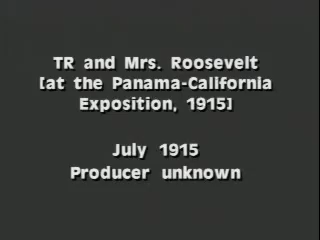 TR and Mrs. Roosevelt
[at the Panama-California
Exposition, 1915]
July 1915
Producer unknown